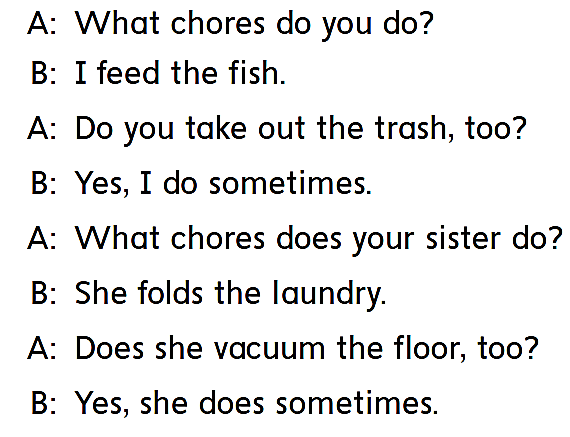 A: What chores do you do?
B: I feed the fish.
A: Do you take out the trash, too?
B: Yes, I do sometimes.
A: What chores does your sister do?
B: She folds the laundry.
A: Does she vacuum the floor, too?
B: Yes, she does sometimes.